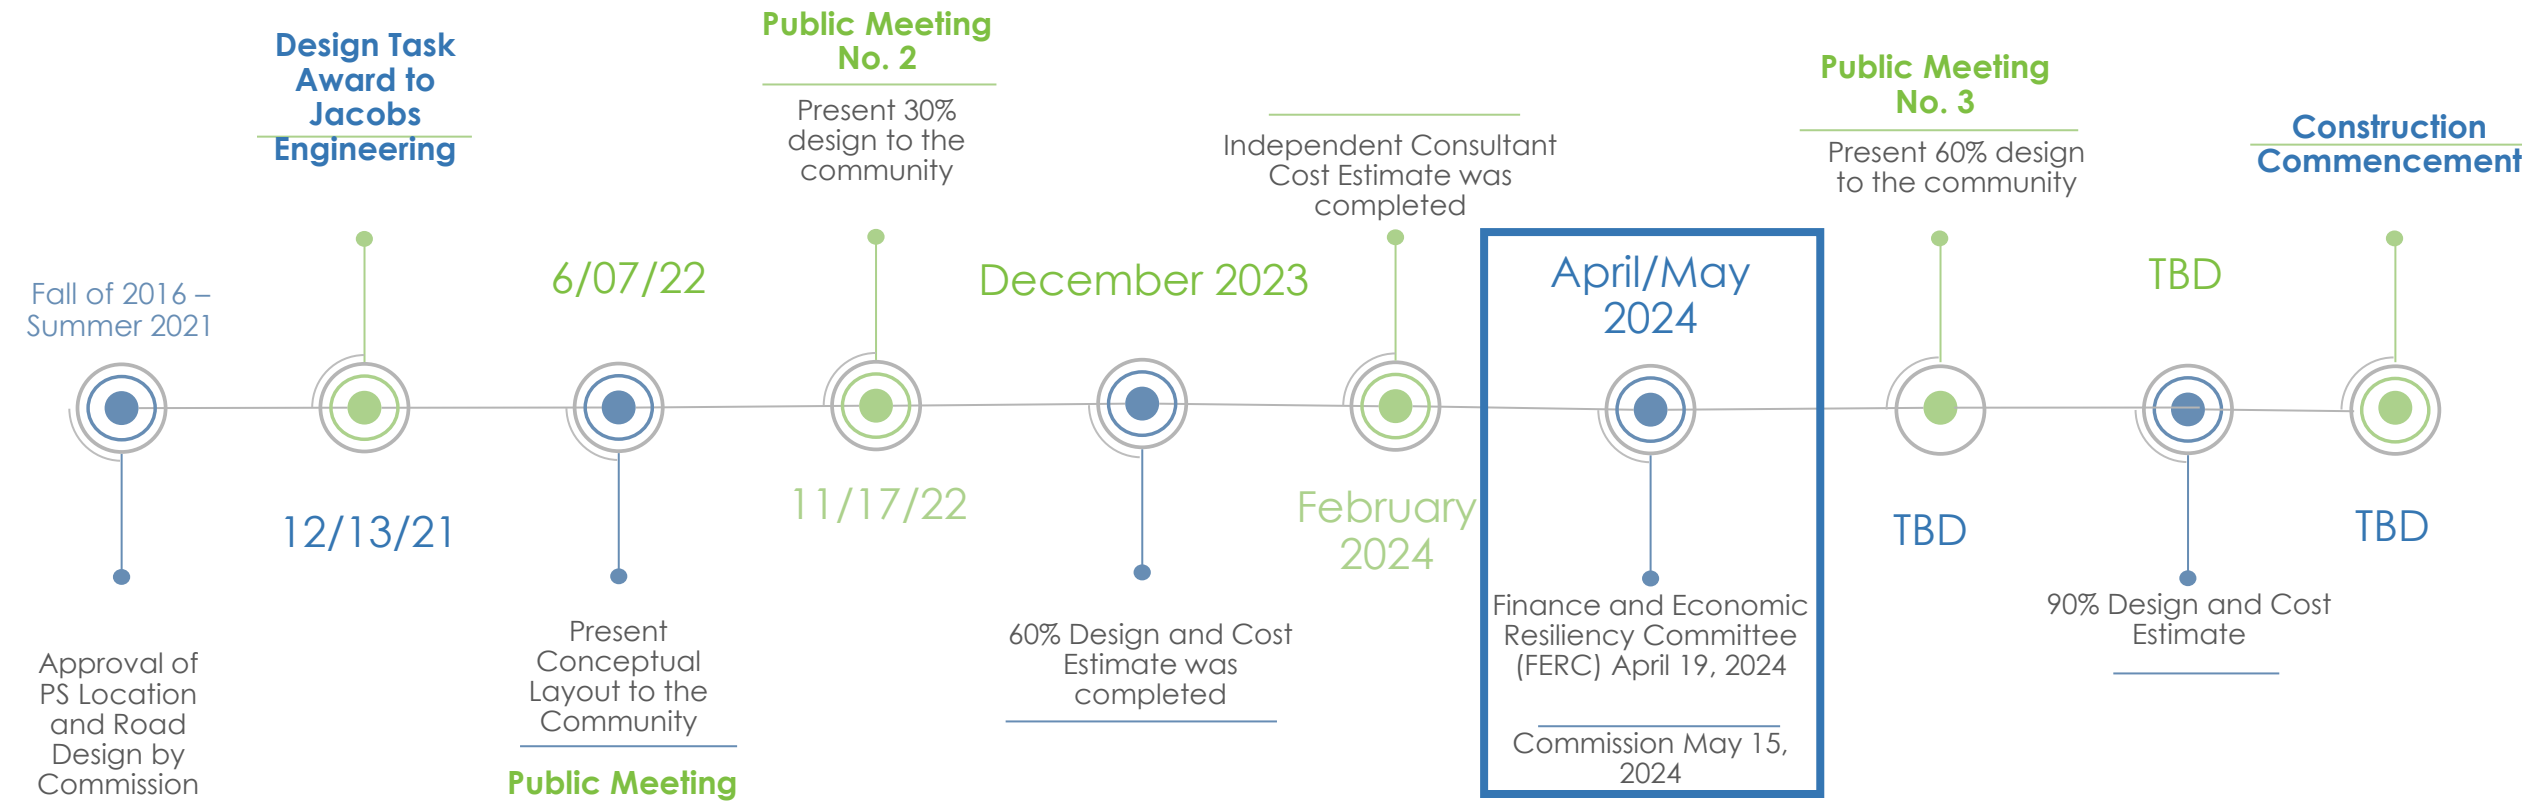 Fall of 2016 –
Summer 2021
Approval of
PS Location
and Road
Design by
Commission
Design Task
Award to
Jacobs
Engineering
12/13/21
6/07/22
Present
Conceptual
Layout to the
Community
Public Meeting
Public Meeting
No. 2
Present 30%
design to the
community
11/17/22
December 2023
60% Design and Cost
Estimate was
completed
Independent Consultant
Cost Estimate was
completed
February
2024
April/May
2024
Finance and Economic
Resiliency Committee
(FERC) April 19, 2024
Commission May 15,
2024
Public Meeting
No. 3
Present 60% design
to the community
TBD
TBD
90% Design and Cost
Estimate
Construction
Commencement
TBD